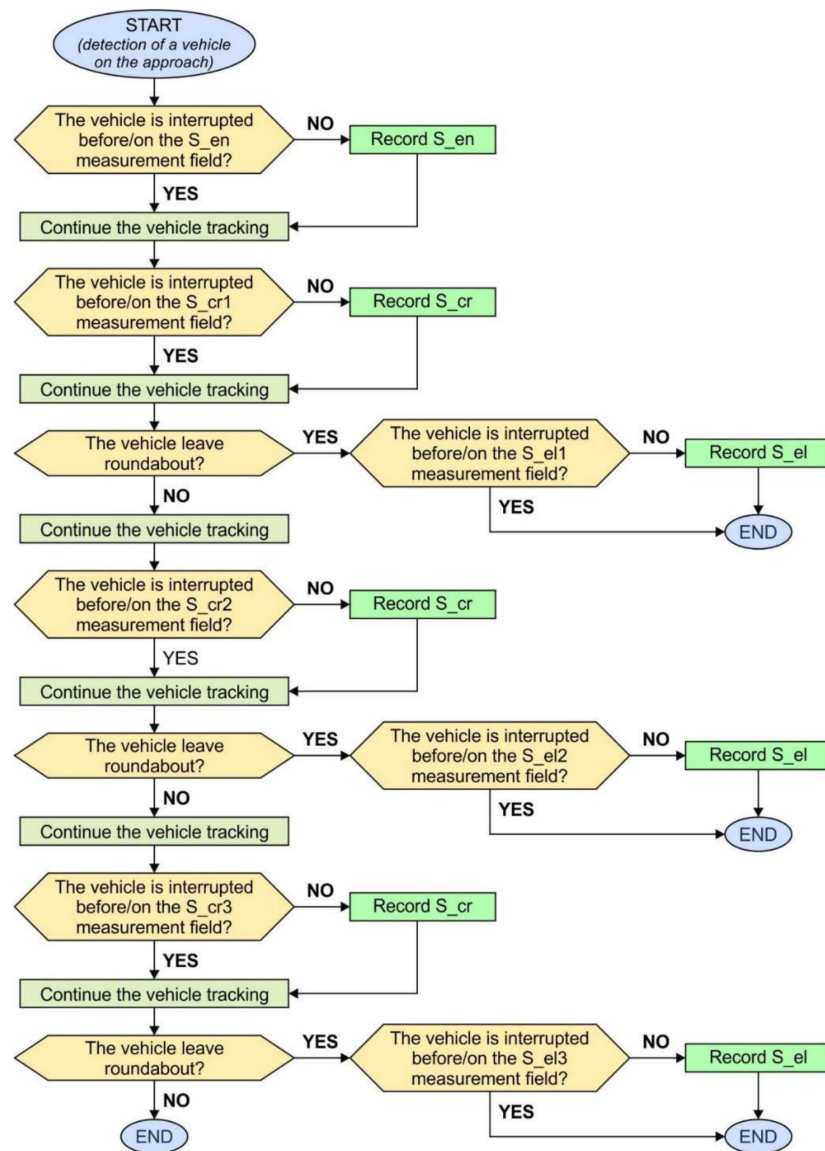 START
(detection of a vehicle
on the approach)
The vehicle is interrupted
before/on the S_en
measurement field?
NO
Record S_en
YES
Continue the vehicle tracking
The vehicle is interrupted
before/on the S_cr1
measurement field?
NO
Record S_cr
YES
Continue the vehicle tracking
The vehicle leave
roundabout?
YES
The vehicle is interrupted
before/on the S_el1
measurement field?
NO
Record S_el
NO
YES
END
Continue the vehicle tracking
The vehicle is interrupted
before/on the S_cr2
measurement field?
NO
Record S_cr
YES
Continue the vehicle tracking
The vehicle leave
roundabout?
YES
The vehicle is interrupted
before/on the S_el2
measurement field?
NO
Record S_el
NO
YES
END
Continue the vehicle tracking
The vehicle is interrupted
before/on the S_cr3
measurement field?
NO
Record S_cr
YES
Continue the vehicle tracking
The vehicle leave
roundabout?
YES
The vehicle is interrupted
before/on the S_el3
measurement field?
NO
Record S_el
NO
YES
END
END